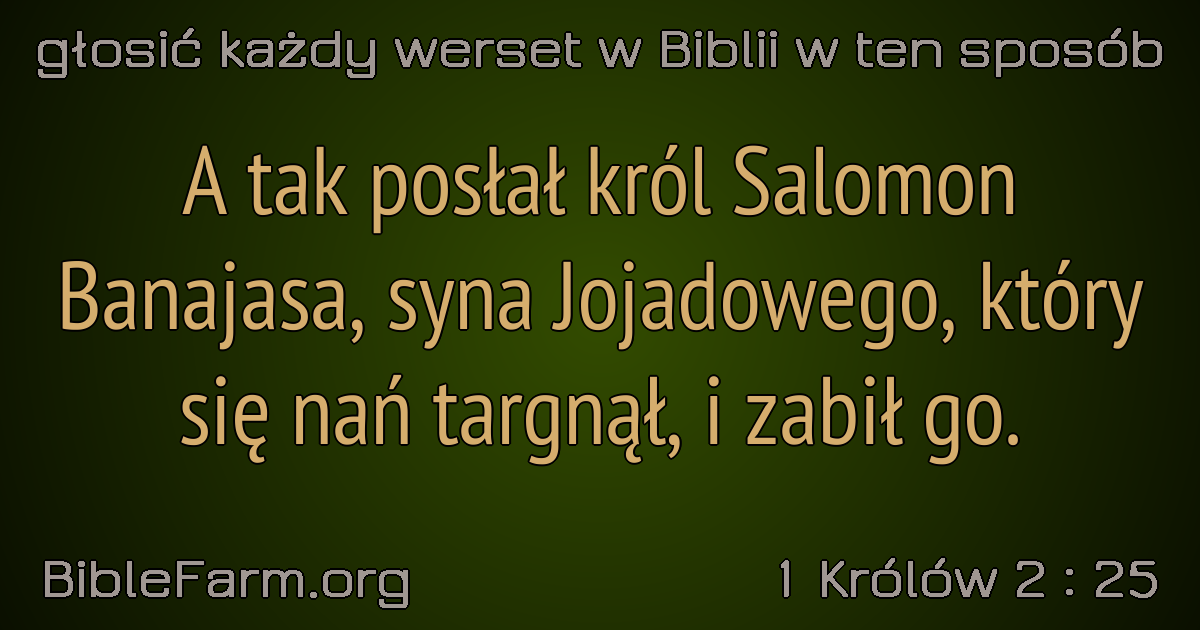 głosić każdy werset w Biblii w ten sposób
A tak posłał król Salomon
Banajasa, syna Jojadowego, który
się nań targnął, i zabił go.
BibleFarm.org
1 Królów 2 : 25